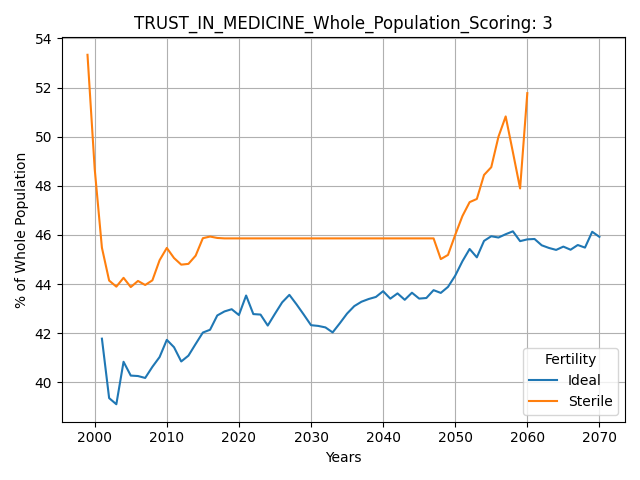 TRUST_IN_MEDICINE_Whole_Population_Scoring: 3
% of Whole Population
54
52
50
48
46
44
42
40
2000 2010 2020 2030 2040 2050 2060 2070
Years
Fertility
Ideal
Sterile